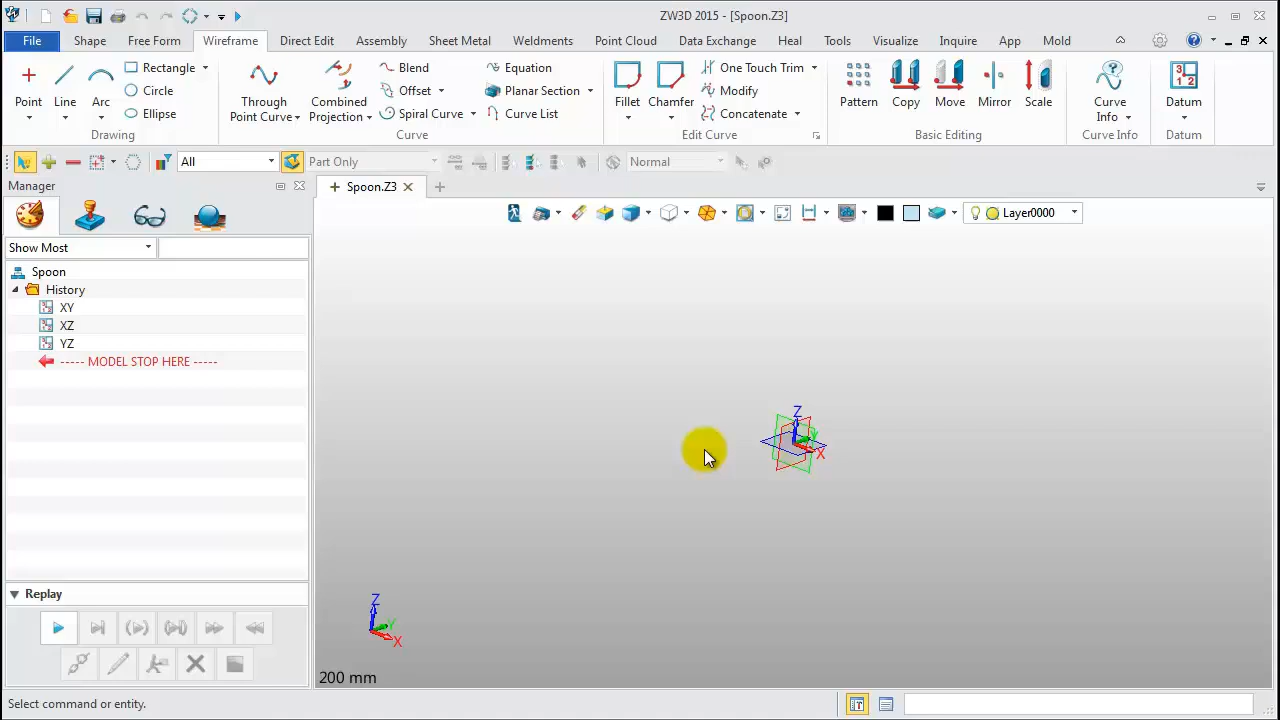 ZW3D 2015 - [Spoon.Z3]
File Shape Free Form Wireframe Direct Edit Assembly Sheet Metal Weldments Point Cloud Data Exchange Heal Tools Visualize Inquire App Mold
Point Line Arc Rectangle Circle Ellipse
Drawing
Through Point Curve Combined Projection Blend Offset Spiral Curve Equation Planar Section Curve List
Curve
Fillet Chamfer One Touch Trim Modify Concatenate
Edit Curve
Pattern Copy Move Mirror Scale
Basic Editing
Curve Info
Curve Info
Datum
Datum
All Part Only Normal
Manager
Spoon.Z3
Show Most
Layer0000
Spoon
History
XY
XZ
YZ
----- MODEL STOP HERE -----
Z
Y
X
Replay
Z
Y
X
200 mm
Select command or entity.